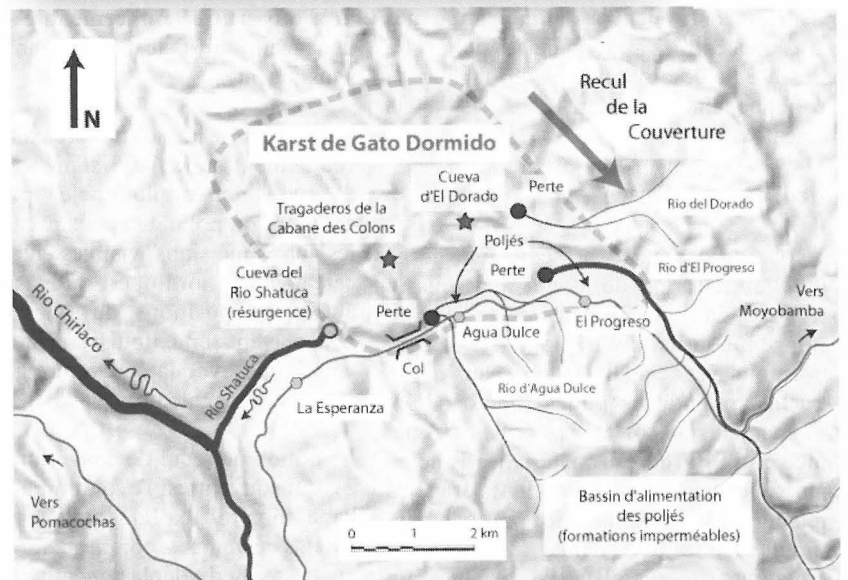 N
Recul
de la
Couverture
Karst de Gato Dormido
Cueva
d'El Dorado
Perte
Rio del Dorado
Tragaderos de la
Cabane des Colons
Poljés
Perte
Rio d'El Progreso
Cueva del
Rio Shatuca
(résurgence)
Vers
Moyobamba
Rio Chiriaco
Perte
Agua Dulce
El Progreso
Col
Rio Shatuca
Rio d'Agua Dulce
La Esperanza
Vers
Pomacochas
Bassin d'alimentation
des poljés
(formations imperméables)
0 1 2 km